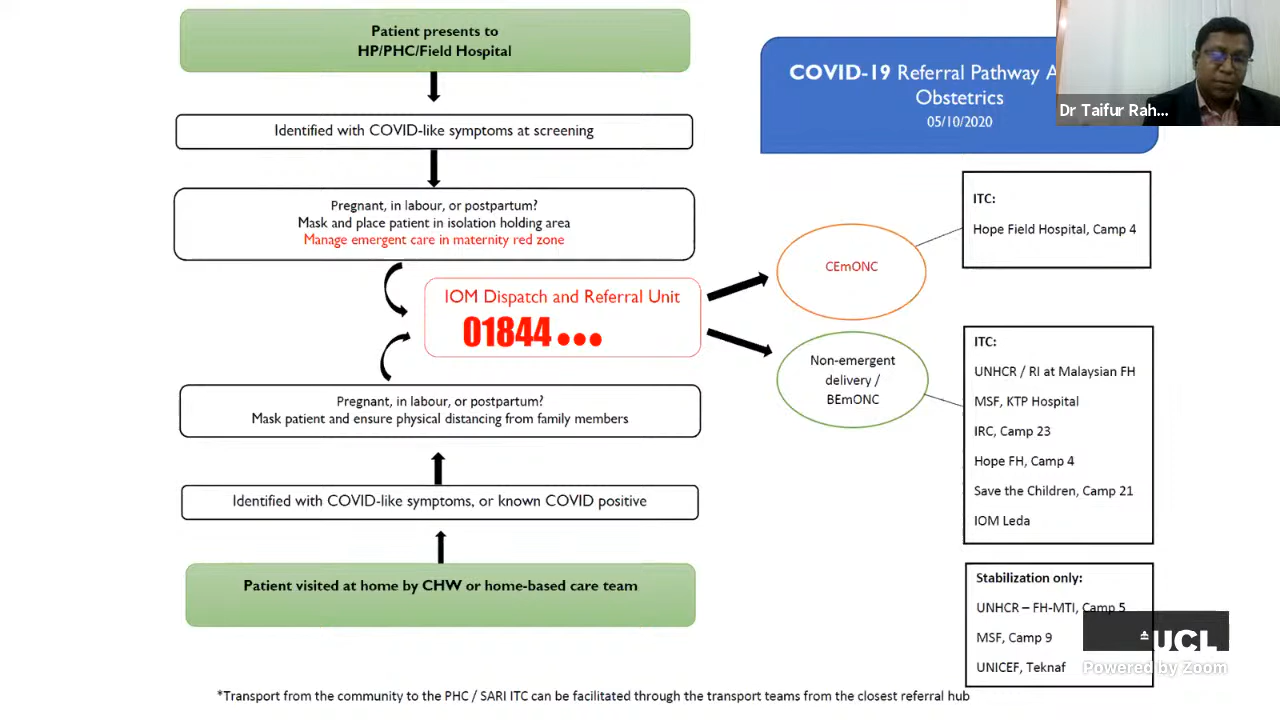 Patient presents to
HP/PHC/Field Hospital
Identified with COVID-like symptoms at screening
Pregnant, in labour, or postpartum?
Mask and place patient in isolation holding area
Manage emergent care in maternity red zone
IOM Dispatch and Referral Unit
01844●●●
Pregnant, in labour, or postpartum?
Mask patient and ensure physical distancing from family members
Identified with COVID-like symptoms, or known COVID positive
Patient visited at home by CHW or home-based care team
COVID-19 Referral Pathway
Obstetrics
05/10/2020
Dr Taifur Rah...
CEmONC
Non-emergent
delivery /
BEmONC
ITC:
Hope Field Hospital, Camp 4
ITC:
UNHCR / RI at Malaysian FH
MSF, KTP Hospital
IRC, Camp 23
Hope FH, Camp 4
Save the Children, Camp 21
IOM Leda
Stabilization only:
UNHCR – FH-MTI, Camp 5
MSF, Camp 9
UNICEF, Teknaf
UCL
Powered by Zoom
*Transport from the community to the PHC / SARI ITC can be facilitated through the transport teams from the closest referral hub